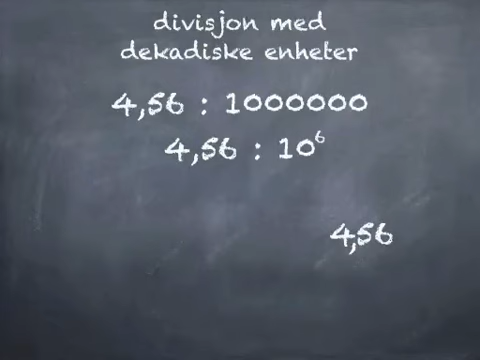 divisjon med
dekadiske enheter
4,56 : 1000000
4,56 : 10⁶
4,56